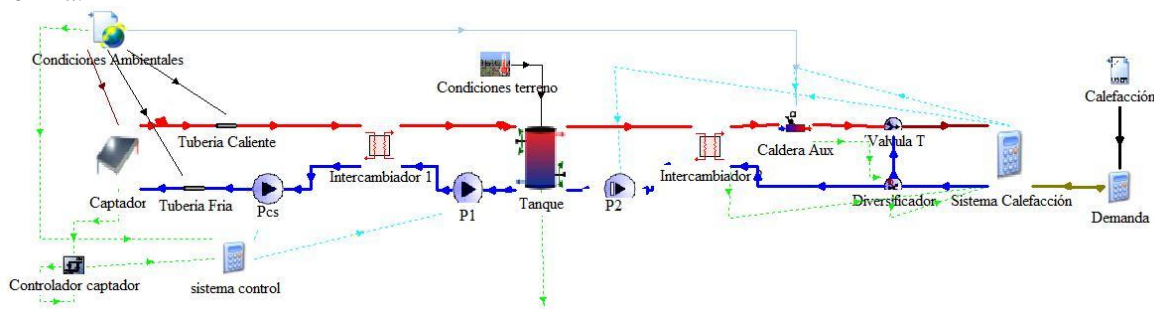 Condiciones Ambientales
Condiciones terreno
Calefacción
Tuberia Caliente
Caldera Aux
Valvula T
Intercambiador 1
Intercambiador 2
Captador
Tuberia Fria
Pcs
P1
Tanque
P2
Diversificador
Sistema Calefacción
Demanda
Controlador captador
sistema control